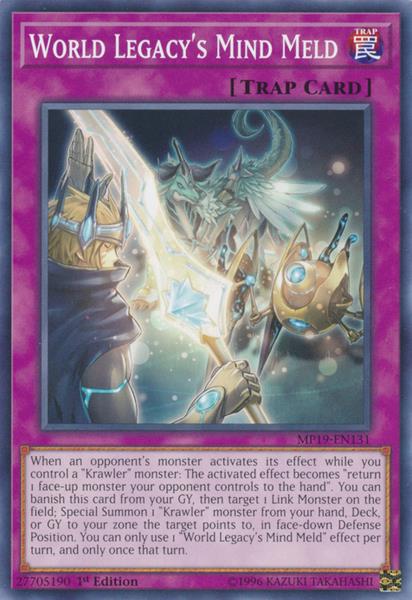 World Legacy's Mind Meld
TRAP
罠
[Trap Card]
MP19-EN131
When an opponent's monster activates its effect while you
control a "Krawler" monster: The activated effect becomes "return
1 face-up monster your opponent controls to the hand". You can
banish this card from your GY, then target 1 Link Monster on
the field; Special Summon 1 "Krawler" monster from your hand, Deck,
or GY to your zone the target points to, in face-down Defense
Position. You can only use 1 "World Legacy's Mind Meld" effect per
turn, and only once that turn.
27705190 1st Edition ©1996 KAZUKI TAKAHASHI